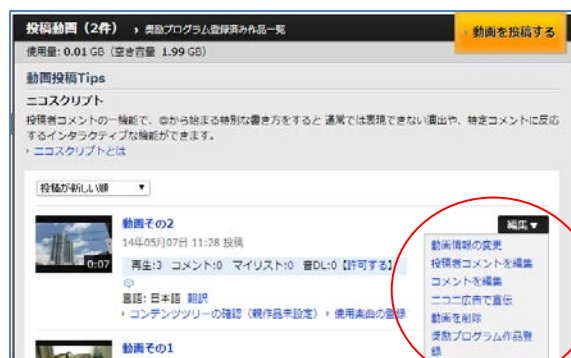 投稿動画（2件） › 奨励プログラム登録済み作品一覧
› 動画を投稿する
使用量: 0.01 GB（空き容量 1.99 GB）
動画投稿Tips
ニコスクリプト
投稿者コメントの一機能で、@から始まる特別な書き方をすると 通常では表現できない演出や、特定コメントに反応
するインタラクティブな機能ができます。
› ニコスクリプトとは
投稿が新しい順 ▼
動画その2
編集▼
14年05月07日 11:28 投稿
0:07
再生:3 コメント:0 マイリスト:0 音DL:0【許可する】
言語: 日本語 翻訳
› コンテンツツリーの確認（親作品未設定） › 使用楽曲の登録
動画情報の変更
投稿者コメントを編集
コメントを編集
ニコニ広告で宣伝
動画を削除
奨励プログラム作品登
録
動画その1